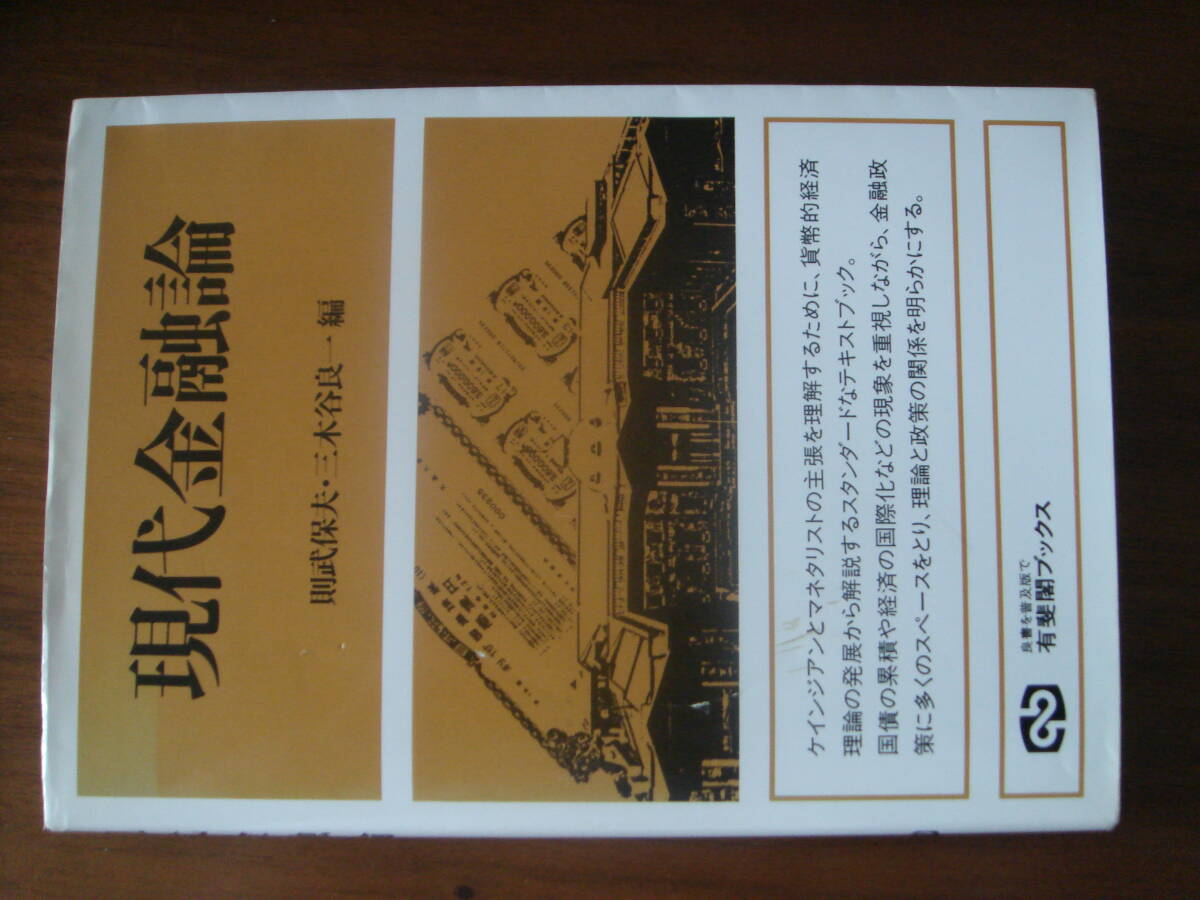 現代金融論
則武保夫・三木谷良一 編
000935
ケインジアンとマネタリストの主張を理解するために、貨幣的経済
理論の発展から解説するスタンダードなテキストブック。
国債の累積や経済の国際化などの現象を重視しながら、金融政
策に多くのスペースをとり、理論と政策の関係を明らかにする。
良書を普及版で
有斐閣ブックス